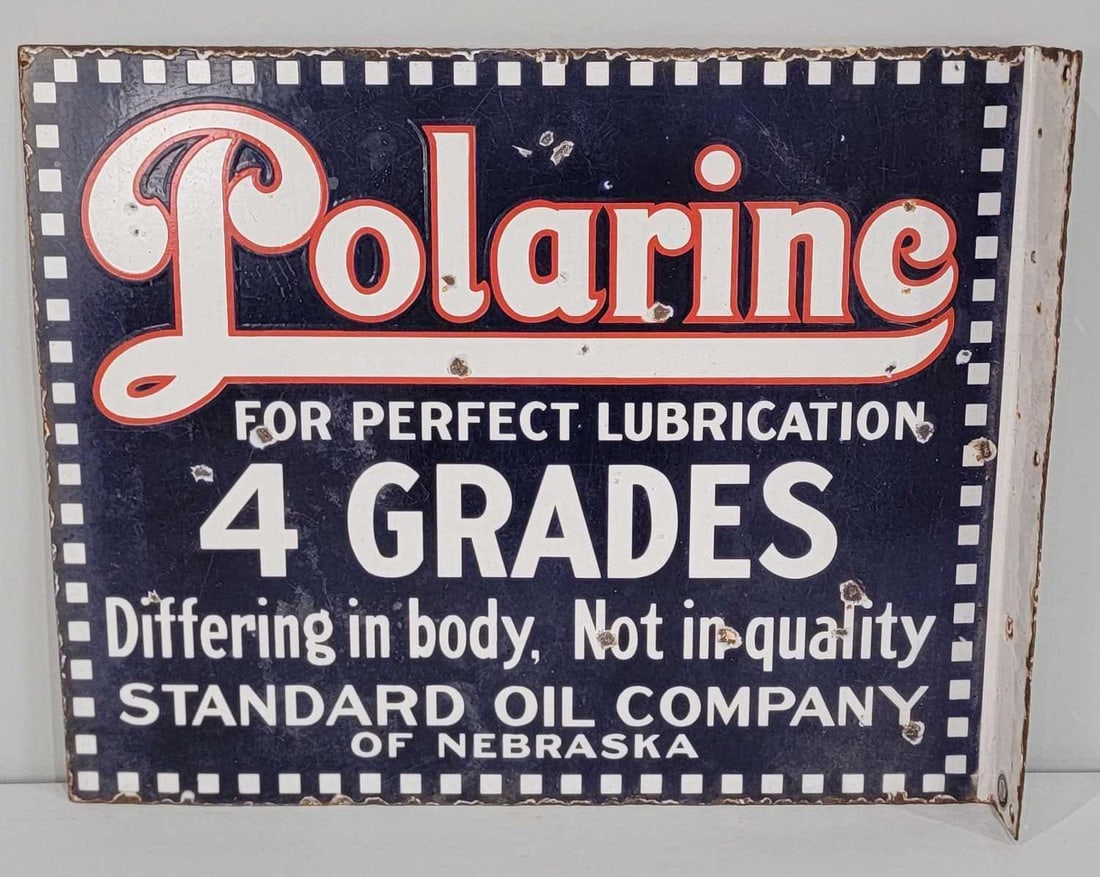 Polarine
FOR PERFECT LUBRICATION
4 GRADES
Differing in body, Not in quality
STANDARD OIL COMPANY
OF NEBRASKA